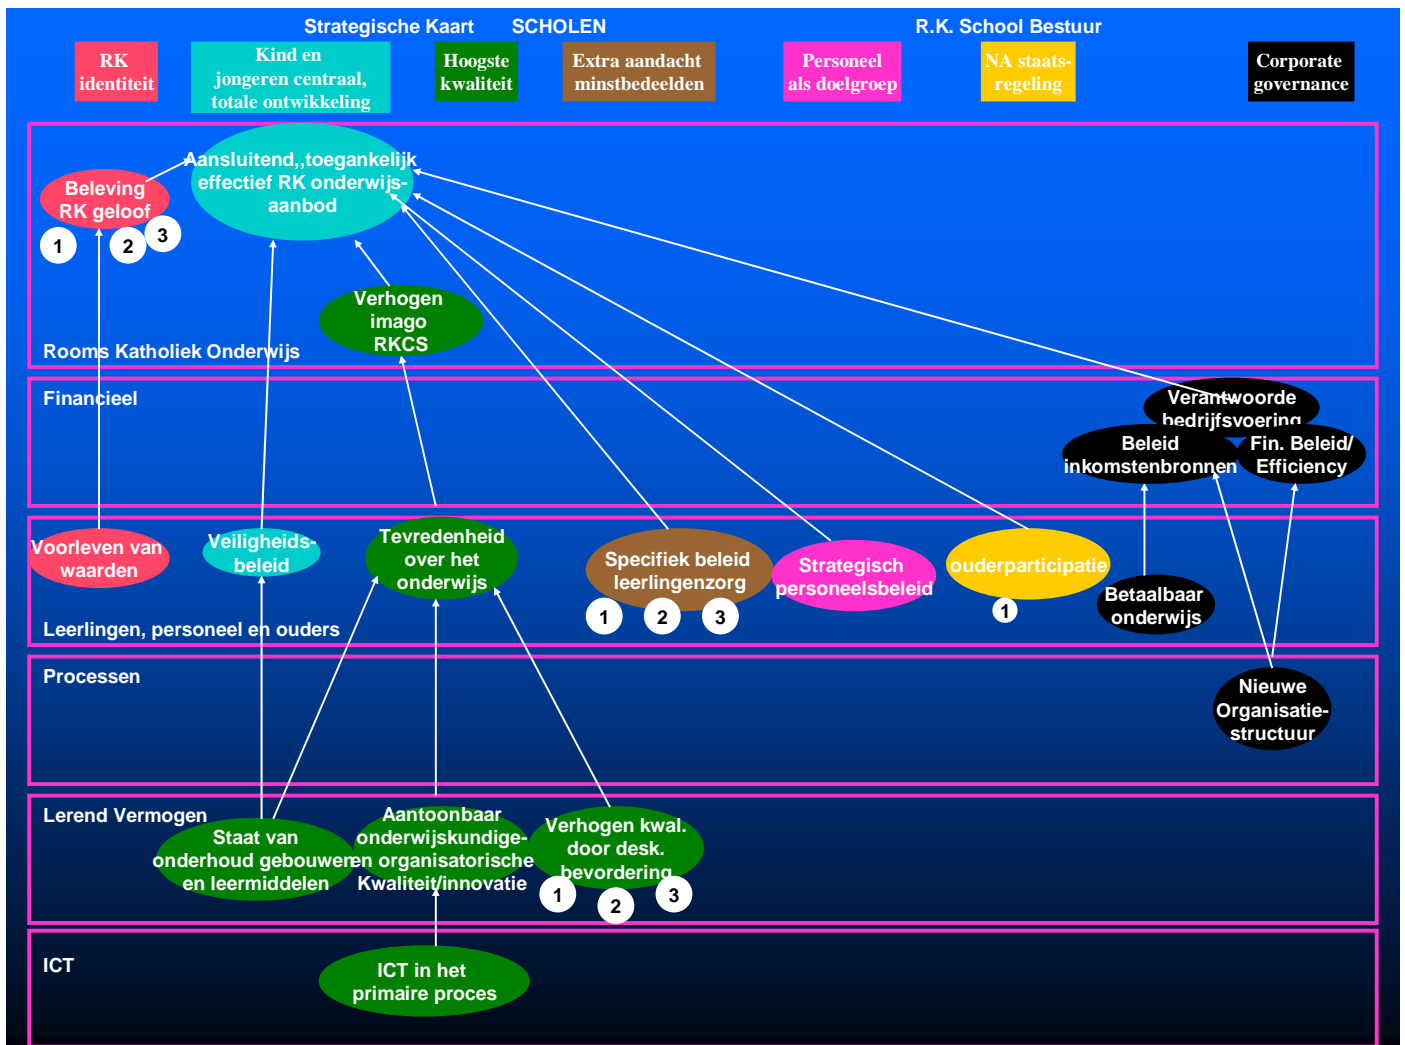 Strategische Kaart SCHOLEN R.K. School Bestuur
RK
identiteit
Kind en
jongeren centraal,
totale ontwikkeling
Hoogste
kwaliteit
Extra aandacht
minstbedeelden
Personeel
als doelgroep
NA staats-
regeling
Corporate
governance
Aansluitend,,toegankelijk
effectief RK onderwijs-
aanbod
Beleving
RK geloof
1
2
3
Verhogen
imago
RKCS
Rooms Katholiek Onderwijs
Financieel
Verantwoorde
bedrijfsvoering
Beleid
inkomstenbronnen
Fin. Beleid/
Efficiency
Voorleven van
waarden
Veiligheids-
beleid
Tevredenheid
over het
onderwijs
Specifiek beleid
leerlingenzorg
1
2
3
Strategisch
personeelsbeleid
ouderparticipatie
1
Betaalbaar
onderwijs
Leerlingen, personeel en ouders
Processen
Nieuwe
Organisatie-
structuur
Lerend Vermogen
Staat van
onderhoud gebouwen
en leermiddelen
Aantoonbaar
onderwijskundige-
en organisatorische
Kwaliteit/innovatie
Verhogen kwal.
door desk.
bevordering
1
2
3
ICT
ICT in het
primaire proces